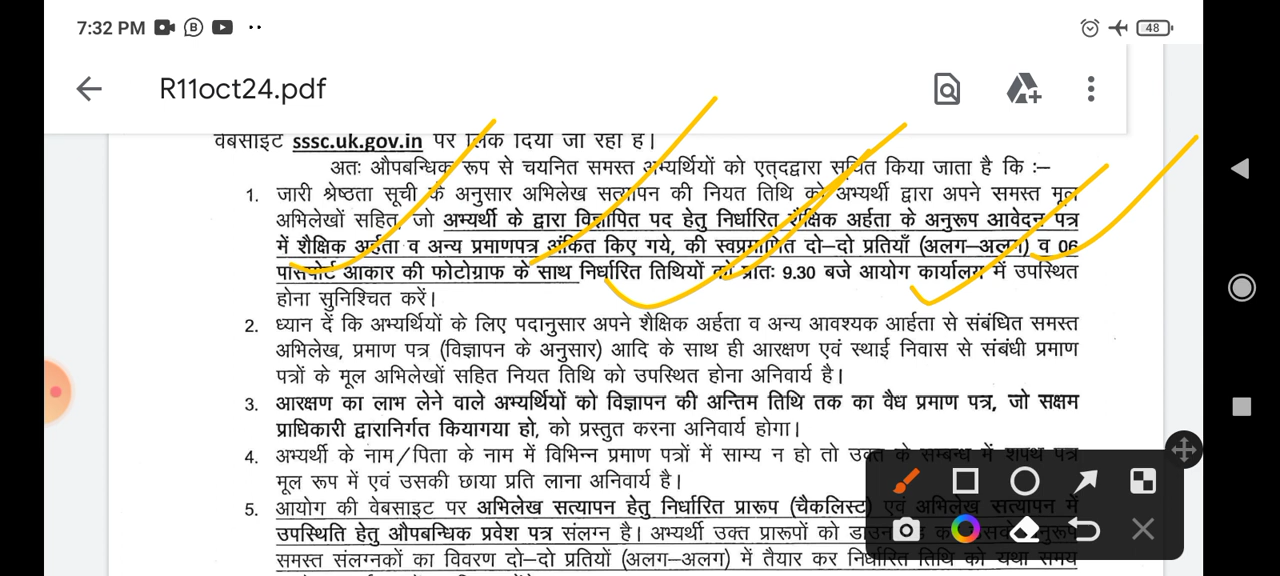 7:32 PM
48
R11oct24.pdf
वेबसाइट sssc.uk.gov.in पर लिंक दिया जा रहा है।
अतः औपबन्धिक रूप से चयनित समस्त अभ्यर्थियों को एतद्द्वारा सूचित किया जाता है कि :–
1. जारी श्रेष्ठता सूची के अनुसार अभिलेख सत्यापन की नियत तिथि को अभ्यर्थी द्वारा अपने समस्त मूल
अभिलेखों सहित, जो अभ्यर्थी के द्वारा विज्ञापित पद हेतु निर्धारित शैक्षिक अर्हता के अनुरूप आवेदन पत्र
में शैक्षिक अर्हता व अन्य प्रमाणपत्र अंकित किए गये, की स्वप्रमाणित दो–दो प्रतियाँ (अलग–अलग) व 06
पासपोर्ट आकार की फोटोग्राफ के साथ निर्धारित तिथियों को प्रातः 9.30 बजे आयोग कार्यालय में उपस्थित
होना सुनिश्चित करें।
2. ध्यान दें कि अभ्यर्थियों के लिए पदानुसार अपने शैक्षिक अर्हता व अन्य आवश्यक आर्हता से संबंधित समस्त
अभिलेख, प्रमाण पत्र (विज्ञापन के अनुसार) आदि के साथ ही आरक्षण एवं स्थाई निवास से संबंधी प्रमाण
पत्रों के मूल अभिलेखों सहित नियत तिथि को उपस्थित होना अनिवार्य है।
3. आरक्षण का लाभ लेने वाले अभ्यर्थियों को विज्ञापन की अन्तिम तिथि तक का वैध प्रमाण पत्र, जो सक्षम
प्राधिकारी द्वारानिर्गत कियागया हो, को प्रस्तुत करना अनिवार्य होगा।
4. अभ्यर्थी के नाम/पिता के नाम में विभिन्न प्रमाण पत्रों में साम्य न हो तो उक्त के सम्बन्ध में शपथ पत्र
मूल रूप में एवं उसकी छाया प्रति लाना अनिवार्य है।
5. आयोग की वेबसाइट पर अभिलेख सत्यापन हेतु निर्धारित प्रारूप (चैकलिस्ट) एवं अभिलेख सत्यापन में
उपस्थिति हेतु औपबन्धिक प्रवेश पत्र संलग्न है। अभ्यर्थी उक्त प्रारूपों को
समस्त संलग्नकों का विवरण दो–दो प्रतियों (अलग–अलग) में तैयार कर निर्धारित तिथि को यथा समय